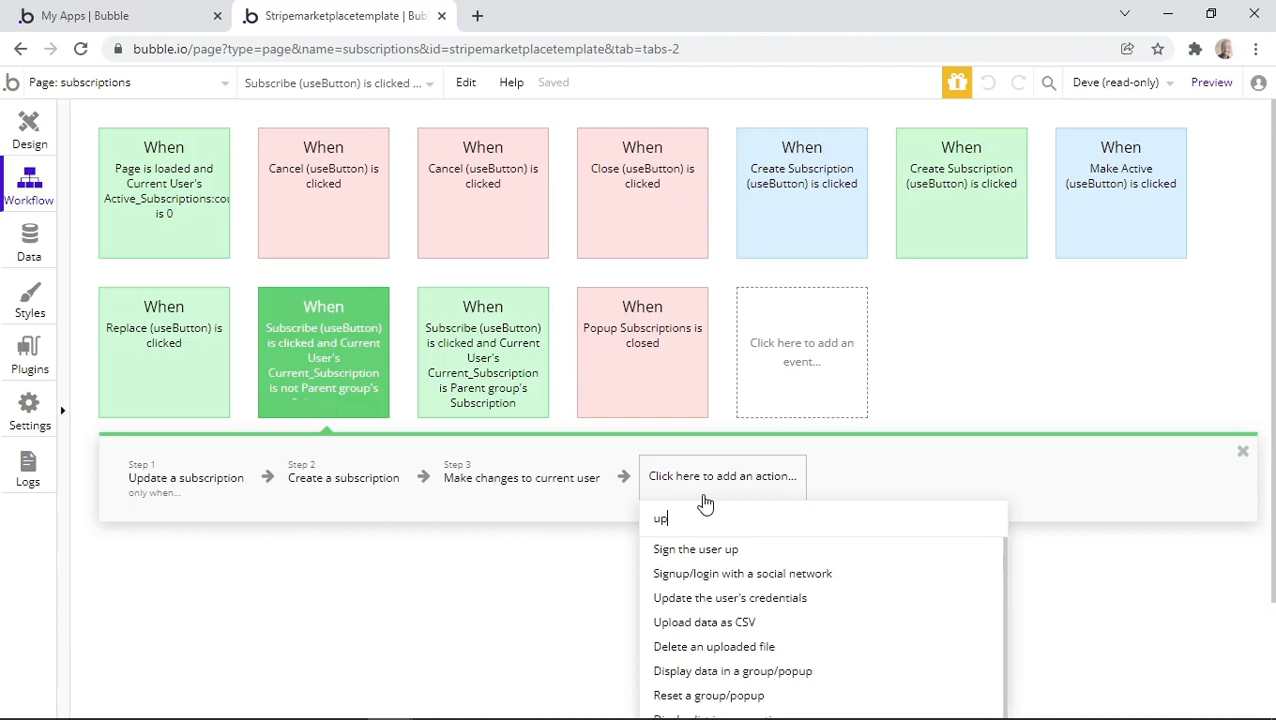 My Apps | Bubble
Stripemarketplacetemplate | Bub
bubble.io/page?type=page&name=subscriptions&id=stripemarketplacetemplate&tab=tabs-2
Page: subscriptions
Subscribe (useButton) is clicked ...
Edit
Help
Saved
Deve (read-only)
Preview
Design
Workflow
Data
Styles
Plugins
Settings
Logs
When
Page is loaded and
Current User's
Active_Subscriptions:cou
is 0
When
Cancel (useButton) is
clicked
When
Cancel (useButton) is
clicked
When
Close (useButton) is
clicked
When
Create Subscription
(useButton) is clicked
When
Create Subscription
(useButton) is clicked
When
Make Active
(useButton) is clicked
When
Replace (useButton) is
clicked
When
Subscribe (useButton)
is clicked and Current
User's
Current_Subscription
is not Parent group's
When
Subscribe (useButton)
is clicked and Current
User's
Current_Subscription
is Parent group's
Subscription
When
Popup Subscriptions is
closed
Click here to add an
event...
Step 1
Update a subscription
only when...
Step 2
Create a subscription
Step 3
Make changes to current user
Click here to add an action...
up
Sign the user up
Signup/login with a social network
Update the user's credentials
Upload data as CSV
Delete an uploaded file
Display data in a group/popup
Reset a group/popup